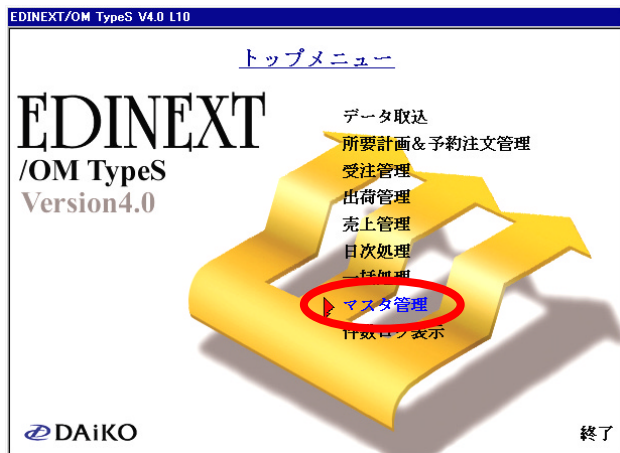 EDINEXT/OM TypeS V4.0 L10
トップメニュー
EDINEXT
/OM TypeS
Version4.0
データ取込
所要計画&予約注文管理
受注管理
出荷管理
売上管理
日次処理
一括処理
マスタ管理
件数ログ表示
DAiKO
終了